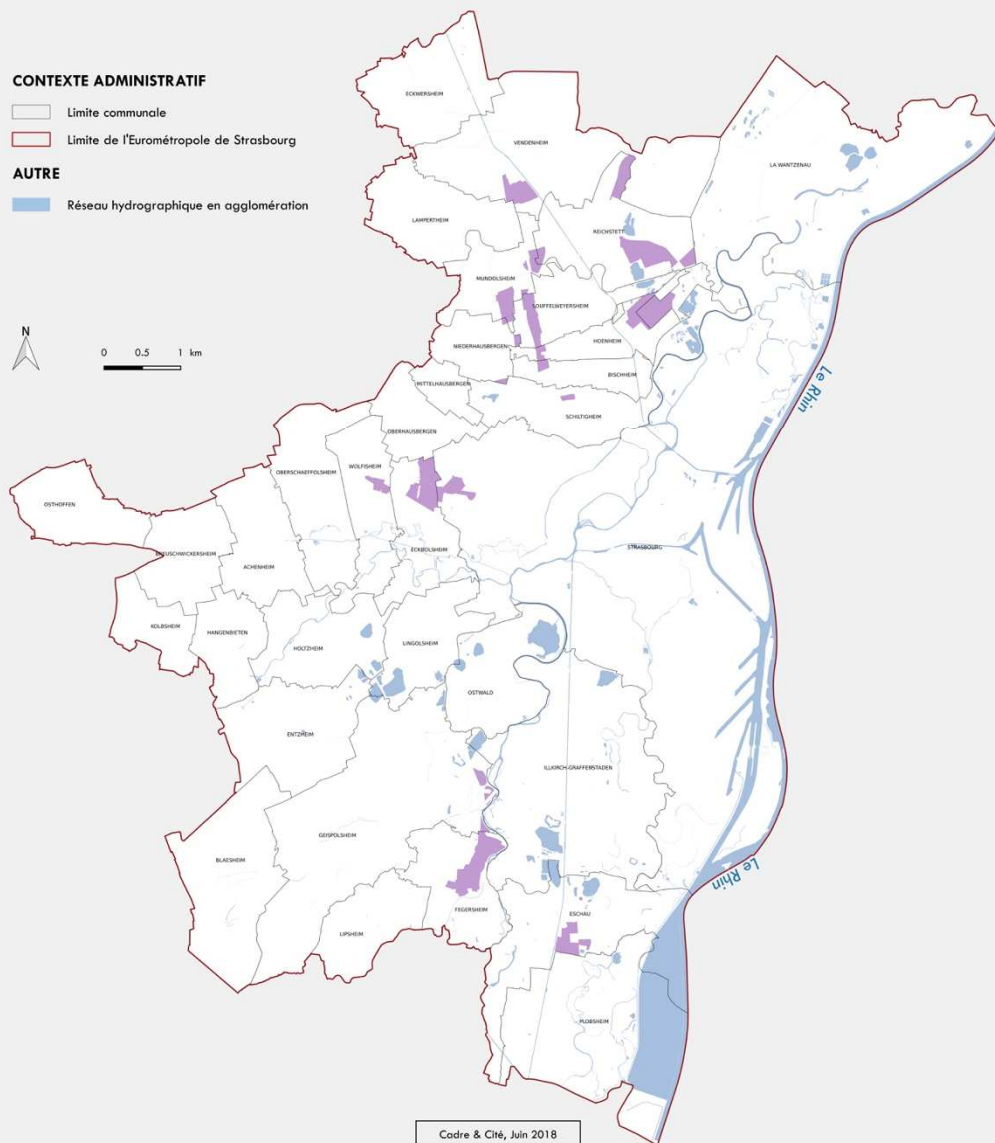 CONTEXTE ADMINISTRATIF
Limite communale
Limite de l'Eurométropole de Strasbourg
AUTRE
Réseau hydrographique en agglomération
N
0 0.5 1 km
ECKWERSHEIM
VENDENHEIM
LA WANTZENAU
LAMPERTHEIM
REICHSTETT
MUNDOLSHEIM
SOUFFELWEYERSHEIM
HOENHEIM
NIEDERHAUSBERGEN
BISCHHEIM
MITTELHAUSBERGEN
SCHILTIGHEIM
Le Rhin
OBERHAUSBERGEN
WOLFISHEIM
OBERSCHAEFFOLSHEIM
OSTHOFFEN
STRASBOURG
ECKBOLSHEIM
BREUSCHWICKERSHEIM
ACHENHEIM
KOLBSHEIM
HANGENBIETEN
HOLTZHEIM
LINGOLSHEIM
OSTWALD
ENTZHEIM
ILLKIRCH-GRAFFENSTADEN
GEISPOLSHEIM
BLAESHEIM
Le Rhin
FEGERSHEIM
ESCHAU
LIPSHEIM
PLOBSHEIM
Cadre & Cité, Juin 2018